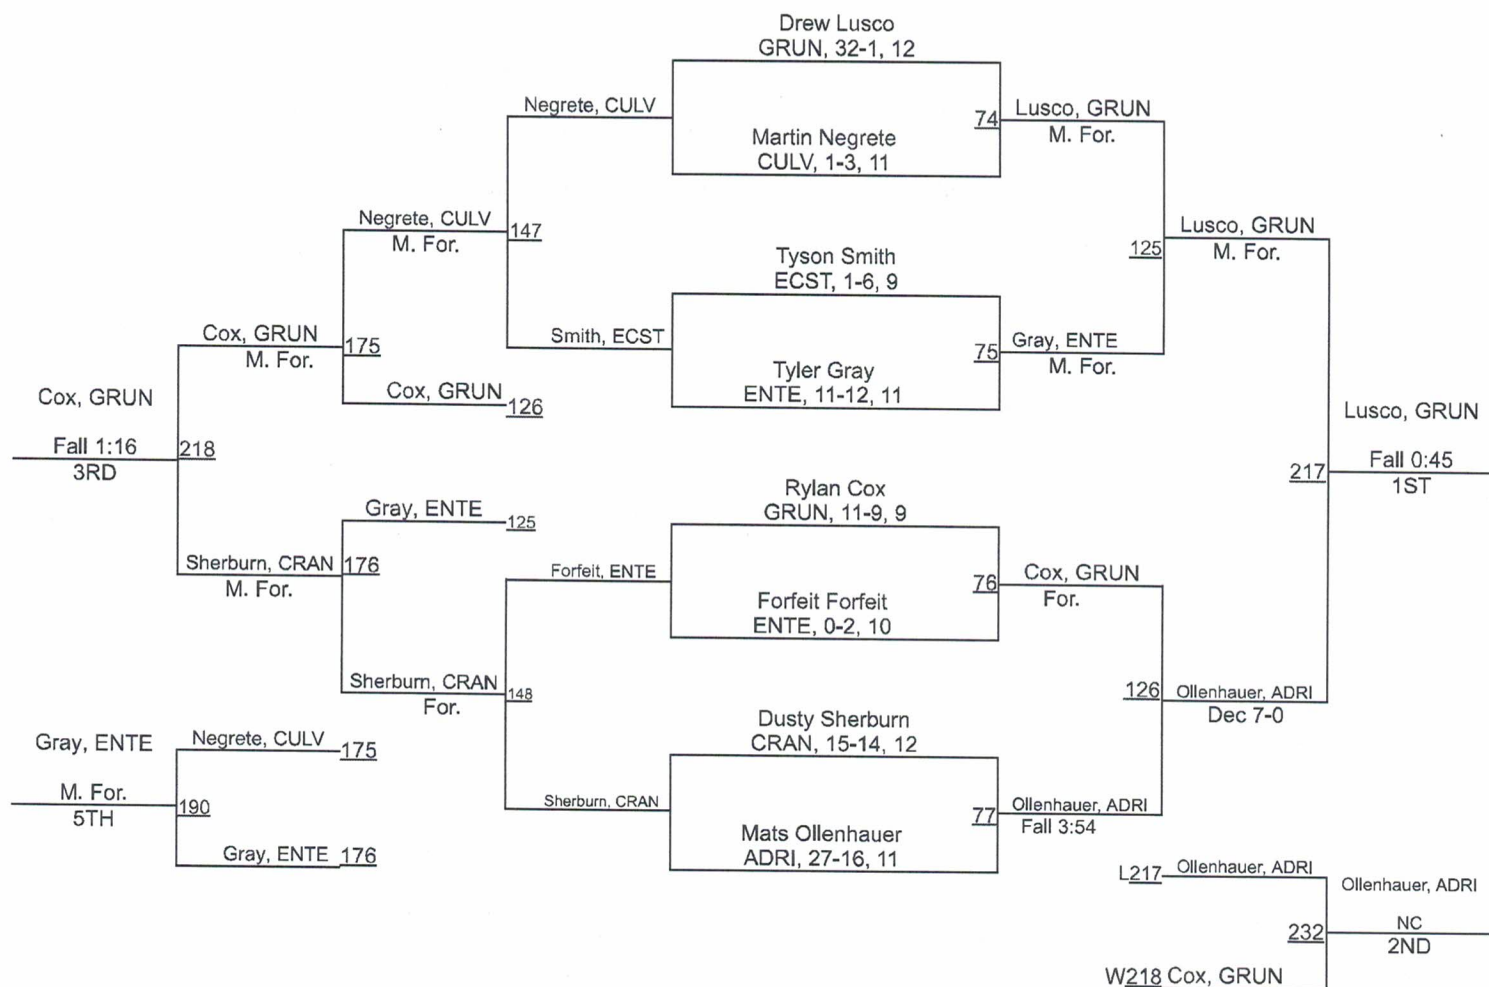 Drew Lusco
GRUN, 32-1, 12
Negrete, CULV
74
Lusco, GRUN
M. For.
Martin Negrete
CULV, 1-3, 11
Negrete, CULV
M. For.
147
Lusco, GRUN
M. For.
125
Tyson Smith
ECST, 1-6, 9
Smith, ECST
75
Gray, ENTE
M. For.
Tyler Gray
ENTE, 11-12, 11
Cox, GRUN
M. For.
175
Cox, GRUN
126
Cox, GRUN
Fall 1:16
3RD
218
Lusco, GRUN
Fall 0:45
1ST
217
Rylan Cox
GRUN, 11-9, 9
Gray, ENTE
125
Sherburn, CRAN
M. For.
176
Forfeit, ENTE
76
Cox, GRUN
For.
Forfeit Forfeit
ENTE, 0-2, 10
Sherburn, CRAN
For.
148
126
Ollenhauer, ADRI
Dec 7-0
Dusty Sherburn
CRAN, 15-14, 12
Gray, ENTE
M. For.
5TH
Negrete, CULV
175
190
Gray, ENTE
176
Sherburn, CRAN
77
Ollenhauer, ADRI
Fall 3:54
Mats Ollenhauer
ADRI, 27-16, 11
L217
Ollenhauer, ADRI
Ollenhauer, ADRI
232
NC
2ND
W218 Cox, GRUN